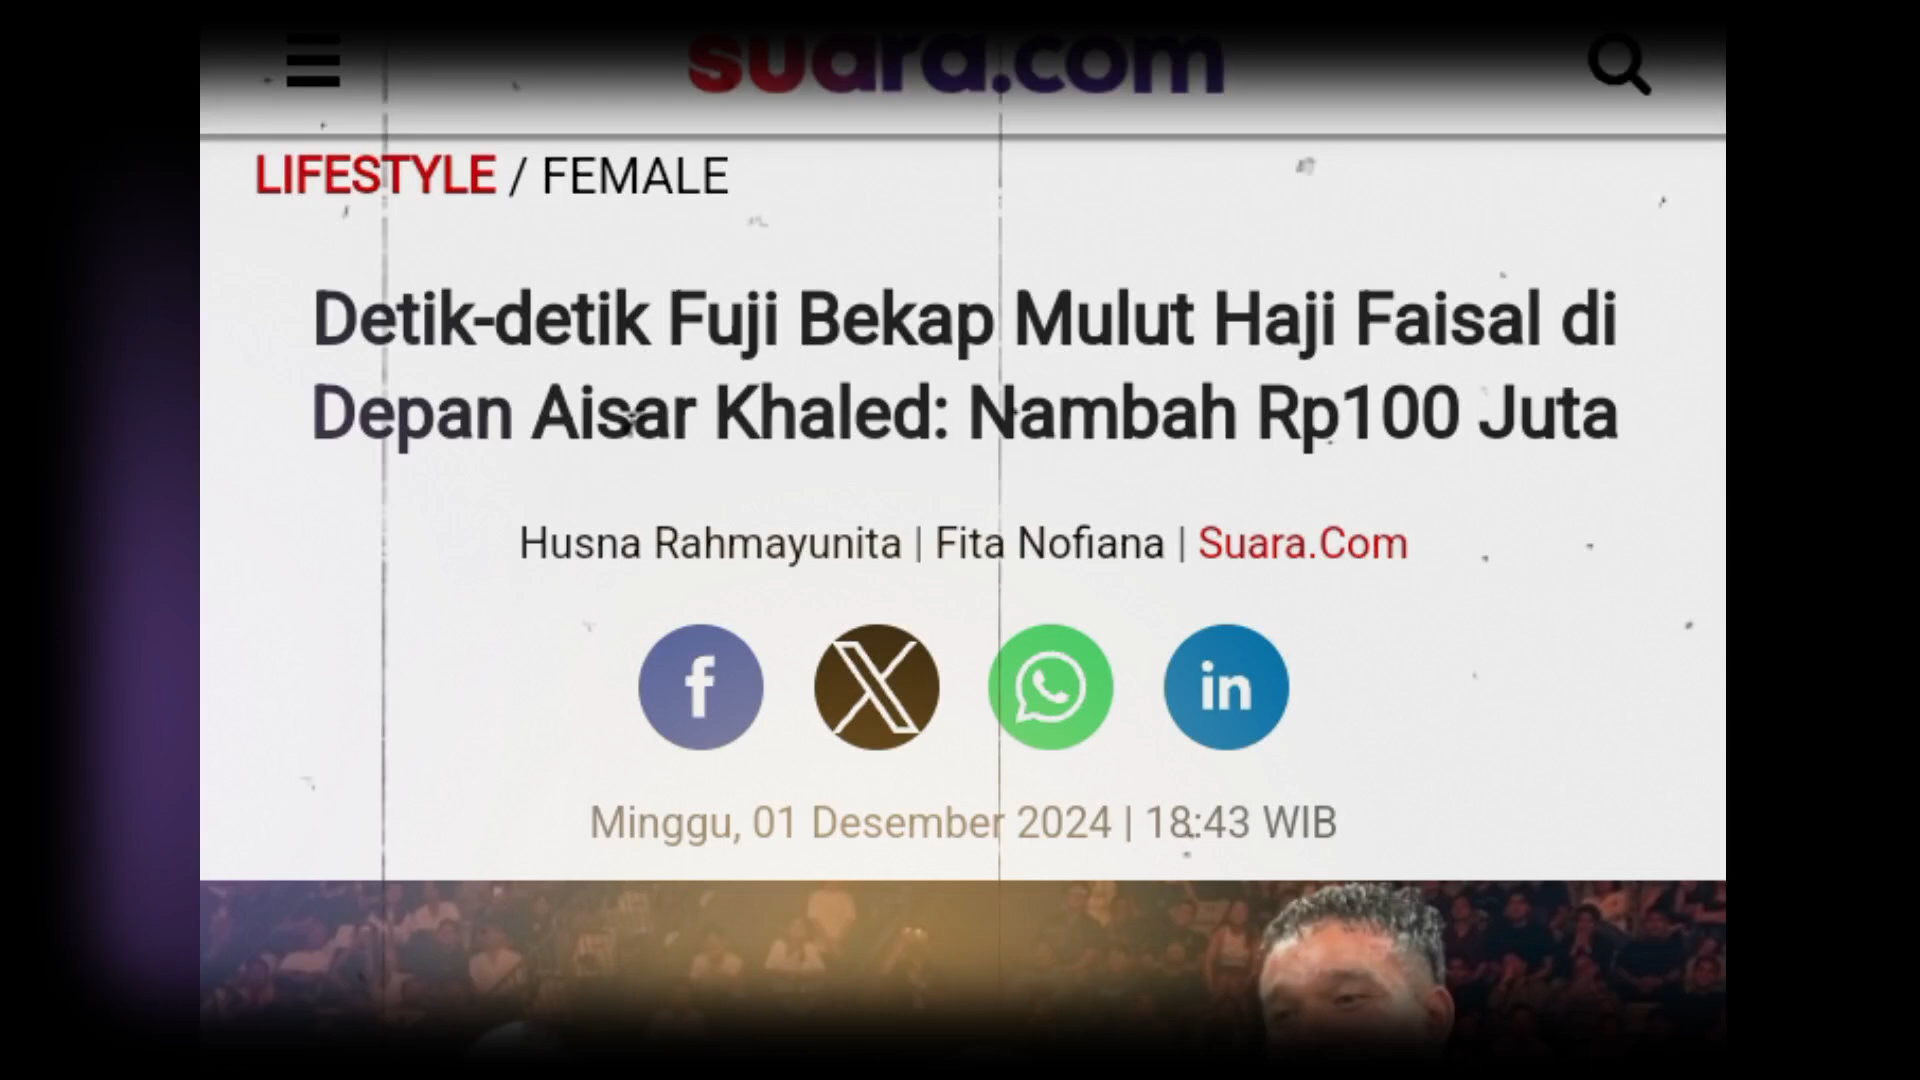 suara.com
LIFESTYLE / FEMALE
Detik-detik Fuji Bekap Mulut Haji Faisal di
Depan Aisar Khaled: Nambah Rp100 Juta
Husna Rahmayunita | Fita Nofiana | Suara.Com
f X in
Minggu, 01 Desember 2024 | 18:43 WIB